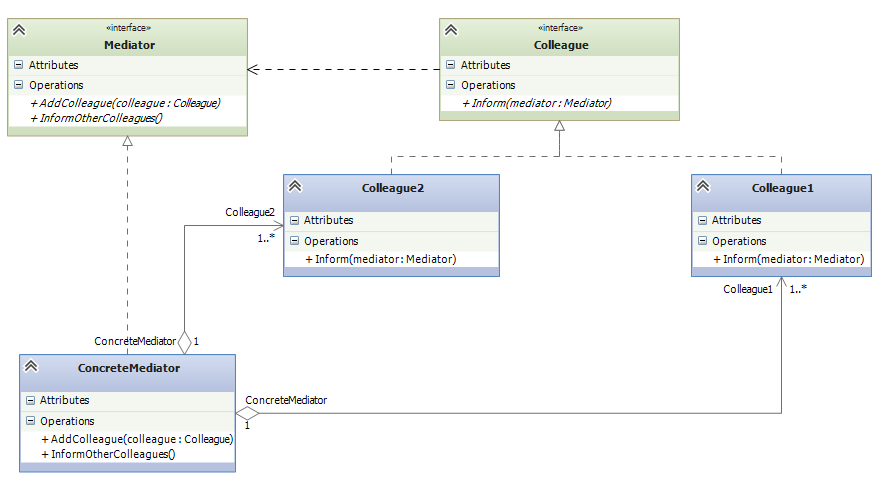 «interface»
Mediator
Attributes
Operations
+ AddColleague(colleague : Colleague)
+ InformOtherColleagues()
«interface»
Colleague
Attributes
Operations
+ Inform(mediator : Mediator)
Colleague2
Attributes
Operations
+ Inform(mediator : Mediator)
Colleague1
Attributes
Operations
+ Inform(mediator : Mediator)
Colleague2
1..*
Colleague1
1..*
ConcreteMediator
1
ConcreteMediator
Attributes
Operations
+ AddColleague(colleague : Colleague)
+ InformOtherColleagues()
ConcreteMediator
1